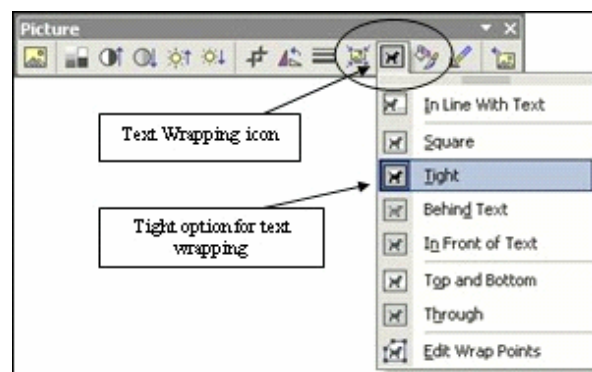 Picture
Text Wrapping icon
In Line With Text
Square
Tight
Tight option for text
wrapping
Behind Text
In Front of Text
Top and Bottom
Through
Edit Wrap Points